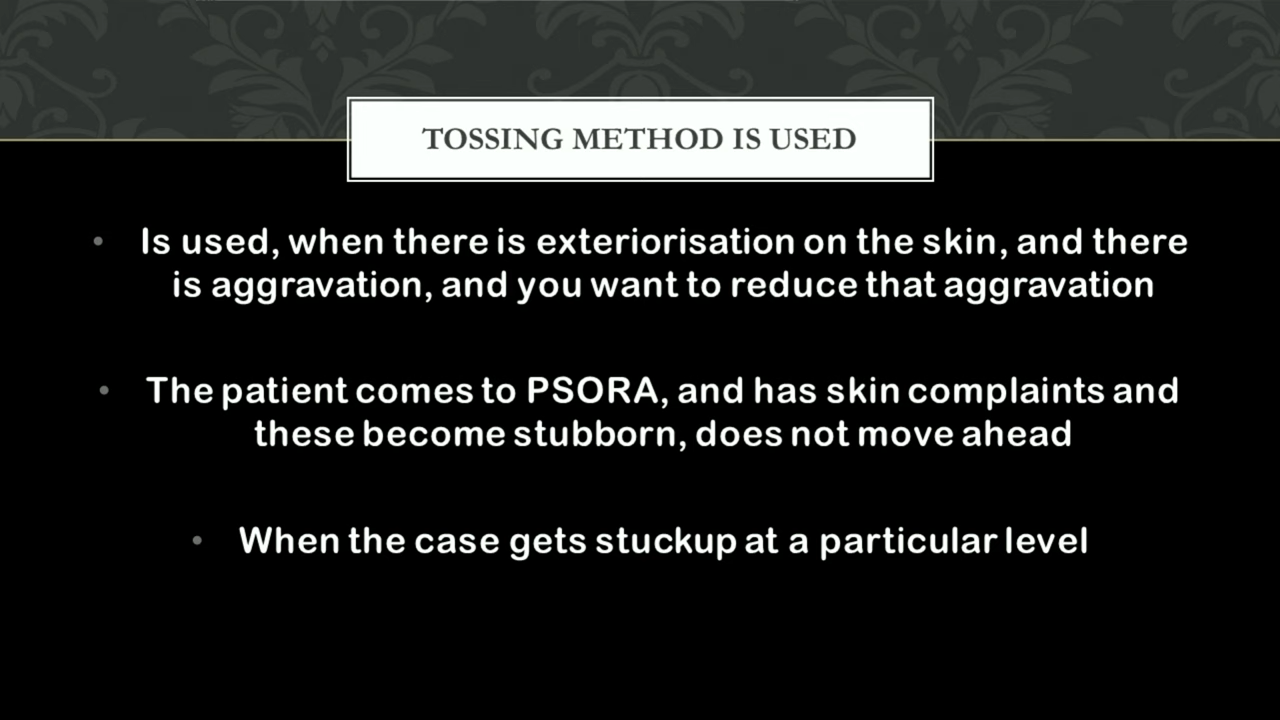 TOSSING METHOD IS USED
• Is used, when there is exteriorisation on the skin, and there
is aggravation, and you want to reduce that aggravation
• The patient comes to PSORA, and has skin complaints and
these become stubborn, does not move ahead
• When the case gets stuckup at a particular level